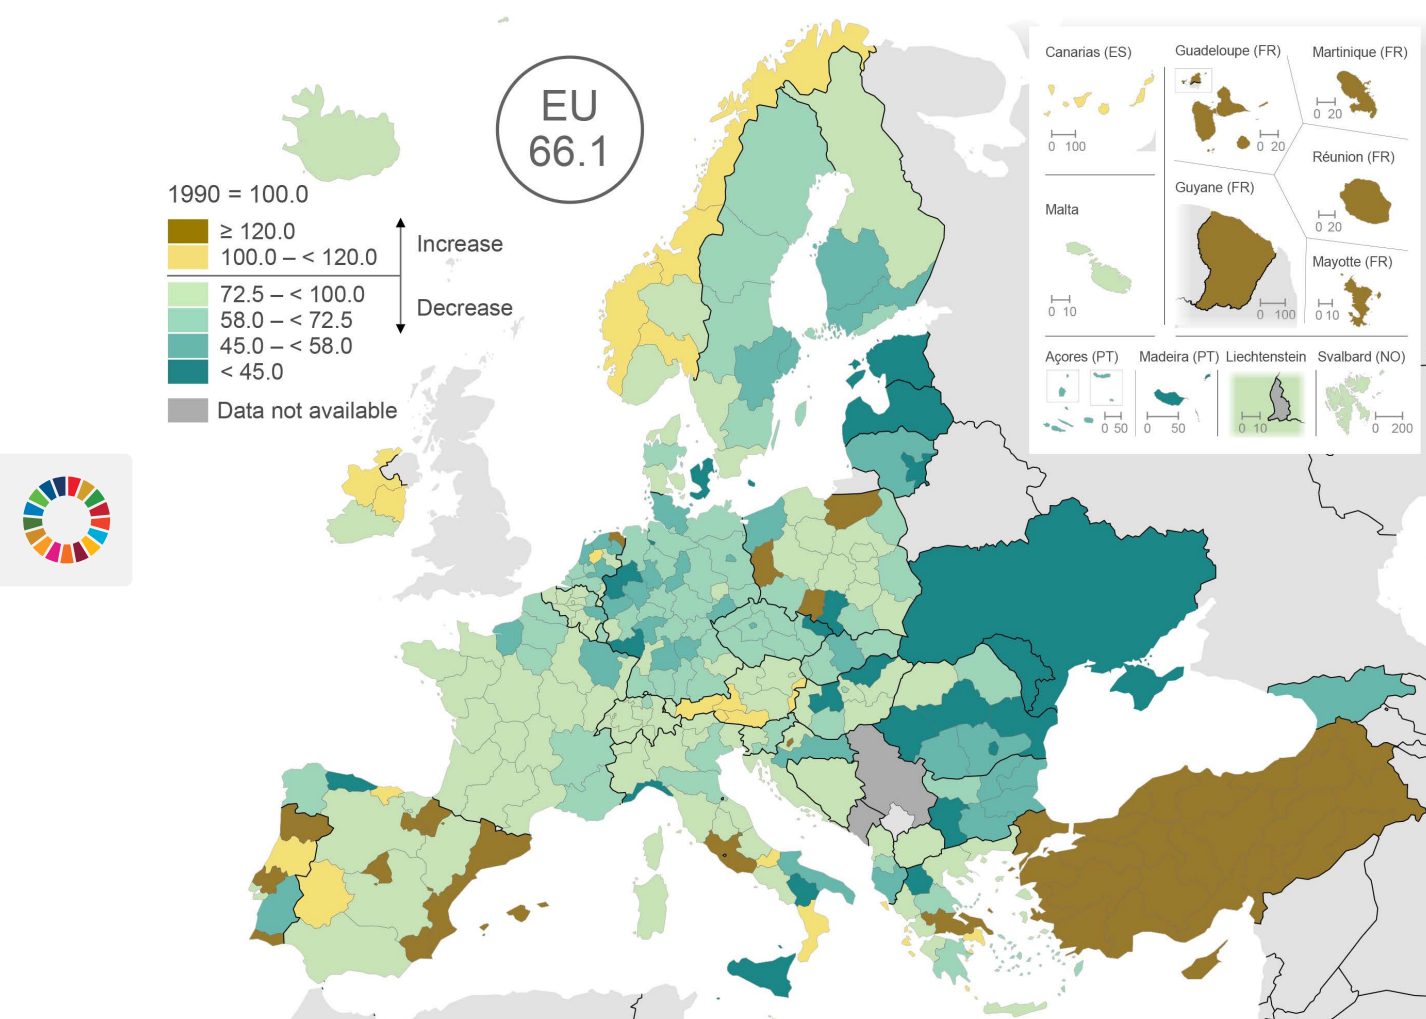 EU
66.1
1990 = 100.0
≥ 120.0
100.0 – < 120.0
72.5 – < 100.0
58.0 – < 72.5
45.0 – < 58.0
< 45.0
Data not available
Increase
Decrease
Canarias (ES)
0 100
Guadeloupe (FR)
0 20
Martinique (FR)
0 20
Réunion (FR)
0 20
Malta
0 10
Guyane (FR)
0 100
Mayotte (FR)
0 10
Açores (PT)
0 50
Madeira (PT)
0 50
Liechtenstein
0 10
Svalbard (NO)
0 200